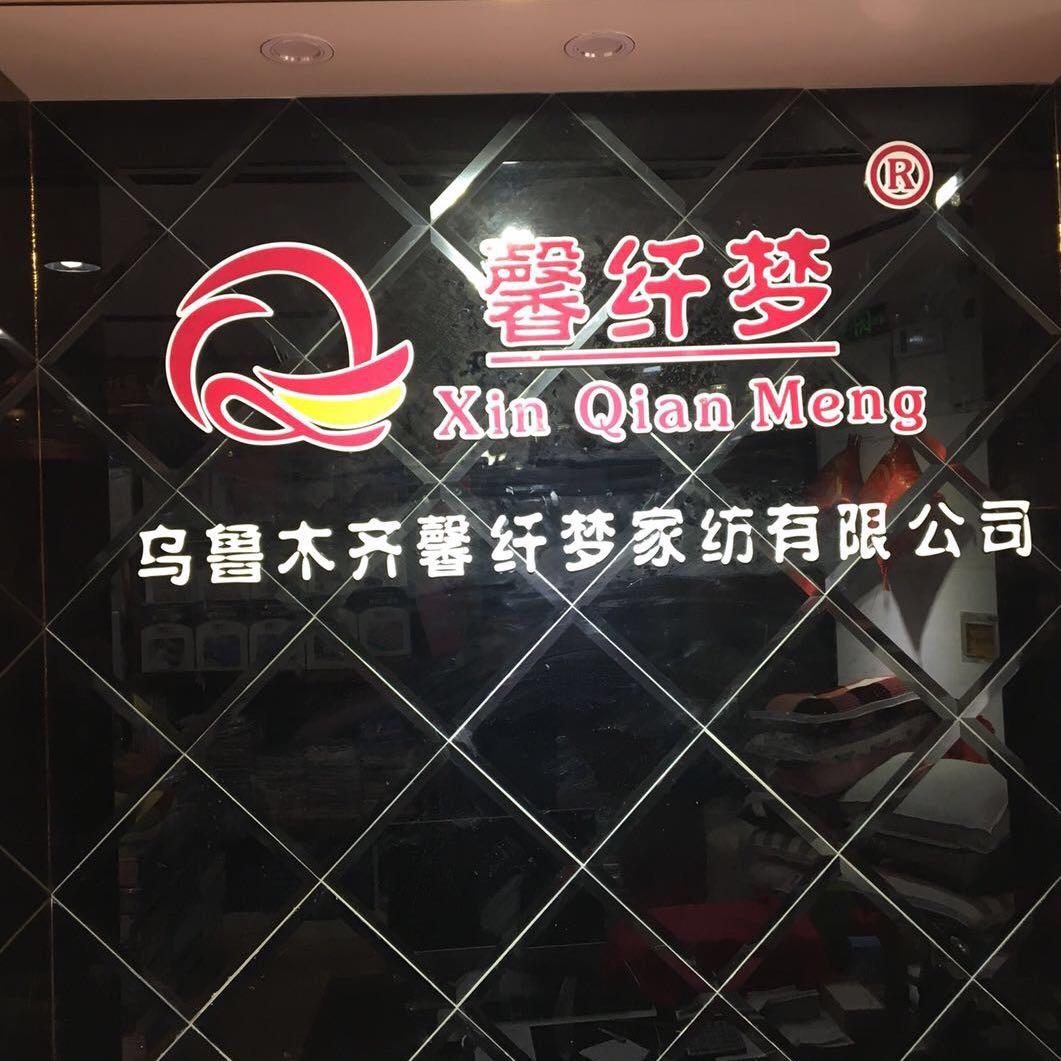 ®
馨纤梦
Xin Qian Meng
乌鲁木齐馨纤梦家纺有限公司